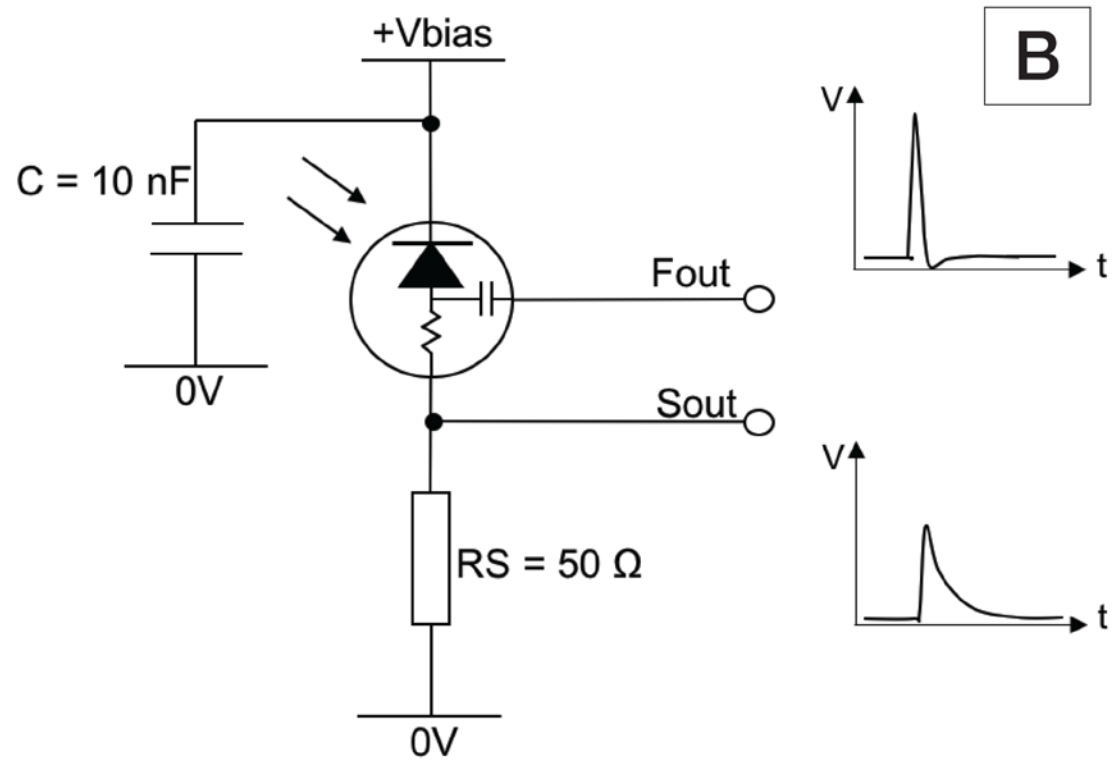 +Vbias
B
V
C = 10 nF
t
Fout
0V
Sout
V
RS = 50 Ω
t
0V